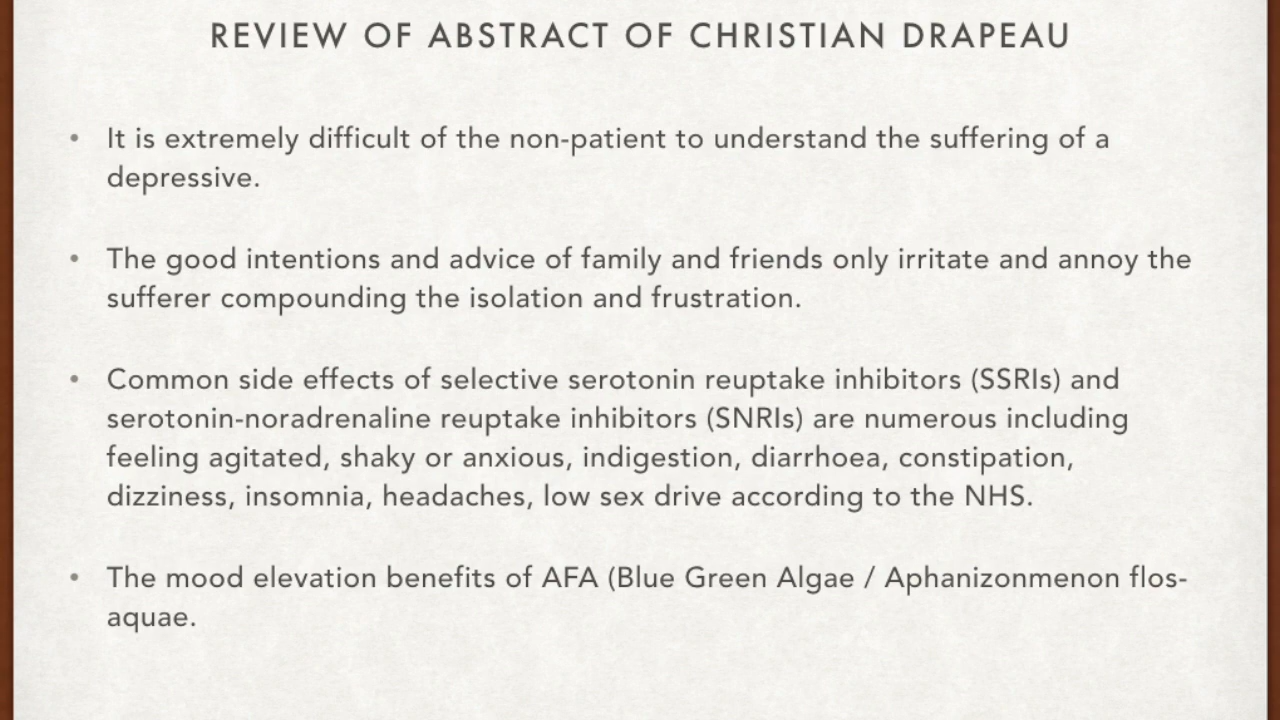 REVIEW OF ABSTRACT OF CHRISTIAN DRAPEAU
• It is extremely difficult of the non-patient to understand the suffering of a
depressive.
• The good intentions and advice of family and friends only irritate and annoy the
sufferer compounding the isolation and frustration.
• Common side effects of selective serotonin reuptake inhibitors (SSRIs) and
serotonin-noradrenaline reuptake inhibitors (SNRIs) are numerous including
feeling agitated, shaky or anxious, indigestion, diarrhoea, constipation,
dizziness, insomnia, headaches, low sex drive according to the NHS.
• The mood elevation benefits of AFA (Blue Green Algae / Aphanizonmenon flos-
aquae.